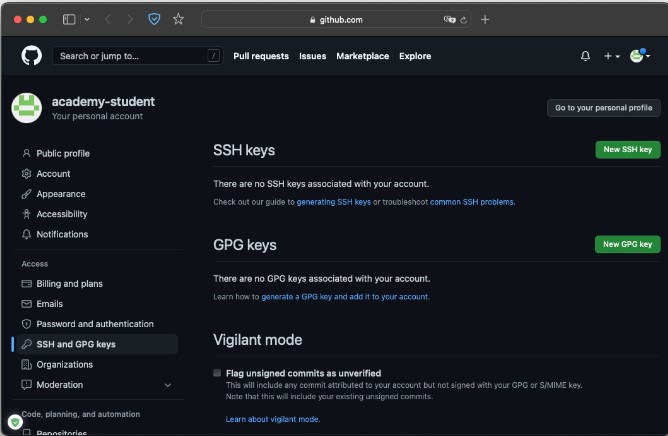 github.com
Search or jump to...
/
Pull requests
Issues
Marketplace
Explore
academy-student
Your personal account
Go to your personal profile
Public profile
Account
Appearance
Accessibility
Notifications
Access
Billing and plans
Emails
Password and authentication
SSH and GPG keys
Organizations
Moderation
Code, planning, and automation
Repositories
SSH keys
New SSH key
There are no SSH keys associated with your account.
Check out our guide to generating SSH keys or troubleshoot common SSH problems.
GPG keys
New GPG key
There are no GPG keys associated with your account.
Learn how to generate a GPG key and add it to your account.
Vigilant mode
Flag unsigned commits as unverified
This will include any commit attributed to your account but not signed with your GPG or S/MIME key.
Note that this will include your existing unsigned commits.
Learn about vigilant mode.